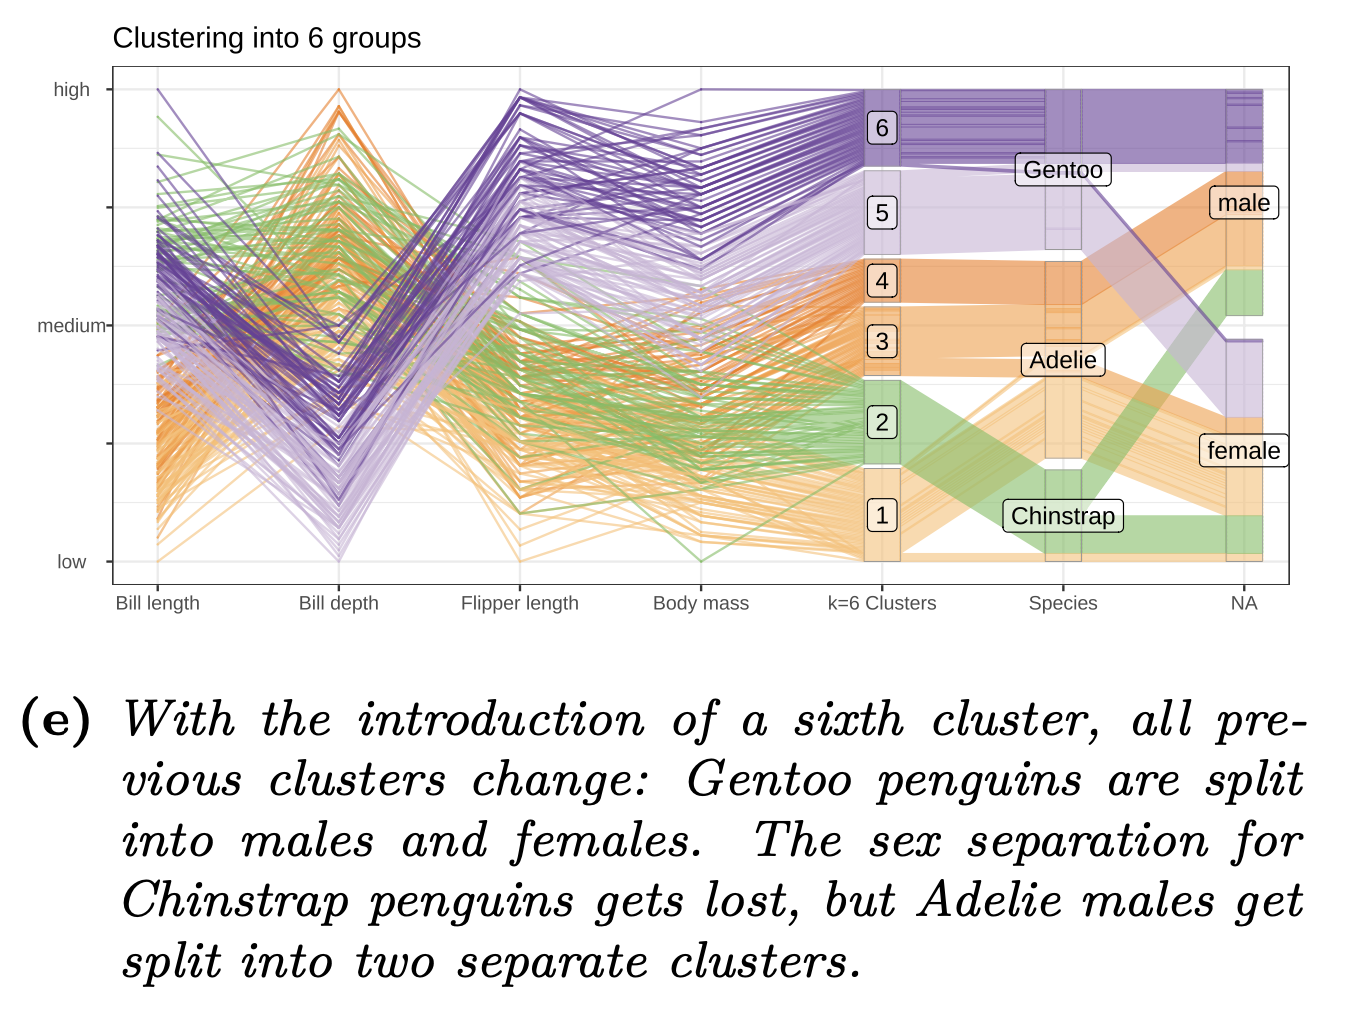 Clustering into 6 groups
high
medium
low
6
5
4
3
2
1
Gentoo
Adelie
Chinstrap
male
female
Bill length
Bill depth
Flipper length
Body mass
k=6 Clusters
Species
NA
(e) With the introduction of a sixth cluster, all pre-
vious clusters change: Gentoo penguins are split
into males and females. The sex separation for
Chinstrap penguins gets lost, but Adelie males get
split into two separate clusters.